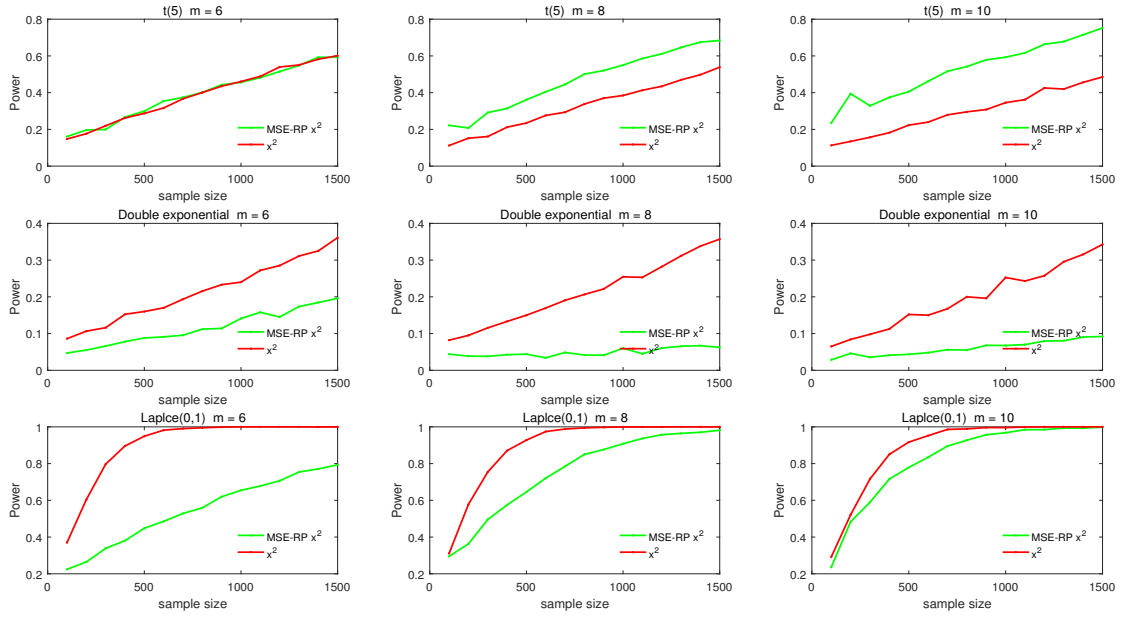 t(5) m = 6
0.8
0.6
0.4
0.2
0
Power
MSE-RP x²
x²
0 500 1000 1500
sample size
t(5) m = 8
0.8
0.6
0.4
0.2
0
Power
MSE-RP x²
x²
0 500 1000 1500
sample size
t(5) m = 10
0.8
0.6
0.4
0.2
0
Power
MSE-RP x²
x²
0 500 1000 1500
sample size
Double exponential m = 6
0.4
0.3
0.2
0.1
0
Power
MSE-RP x²
x²
0 500 1000 1500
sample size
Double exponential m = 8
0.4
0.3
0.2
0.1
0
Power
MSE-RP x²
x²
0 500 1000 1500
sample size
Double exponential m = 10
0.4
0.3
0.2
0.1
0
Power
MSE-RP x²
x²
0 500 1000 1500
sample size
Laplce(0,1) m = 6
1
0.8
0.6
0.4
0.2
Power
MSE-RP x²
x²
0 500 1000 1500
sample size
Laplce(0,1) m = 8
1
0.8
0.6
0.4
0.2
Power
MSE-RP x²
x²
0 500 1000 1500
sample size
Laplce(0,1) m = 10
1
0.8
0.6
0.4
0.2
Power
MSE-RP x²
x²
0 500 1000 1500
sample size